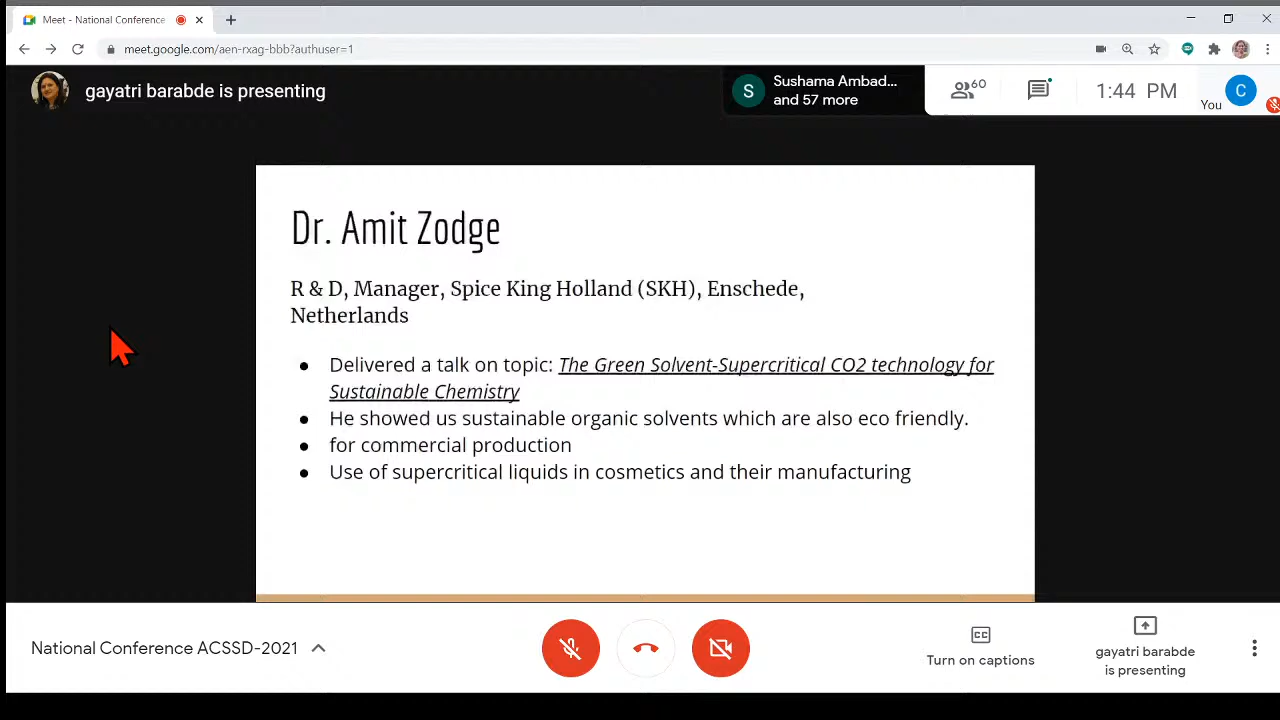 Meet - National Conference
meet.google.com/aen-rxag-bbb?authuser=1
gayatri barabde is presenting
S
Sushama Ambad...
and 57 more
60
1:44 PM
You
C
Dr. Amit Zodge
R & D, Manager, Spice King Holland (SKH), Enschede,
Netherlands
● Delivered a talk on topic: The Green Solvent-Supercritical CO2 technology for
Sustainable Chemistry
● He showed us sustainable organic solvents which are also eco friendly.
● for commercial production
● Use of supercritical liquids in cosmetics and their manufacturing
National Conference ACSSD-2021
CC
Turn on captions
gayatri barabde
is presenting